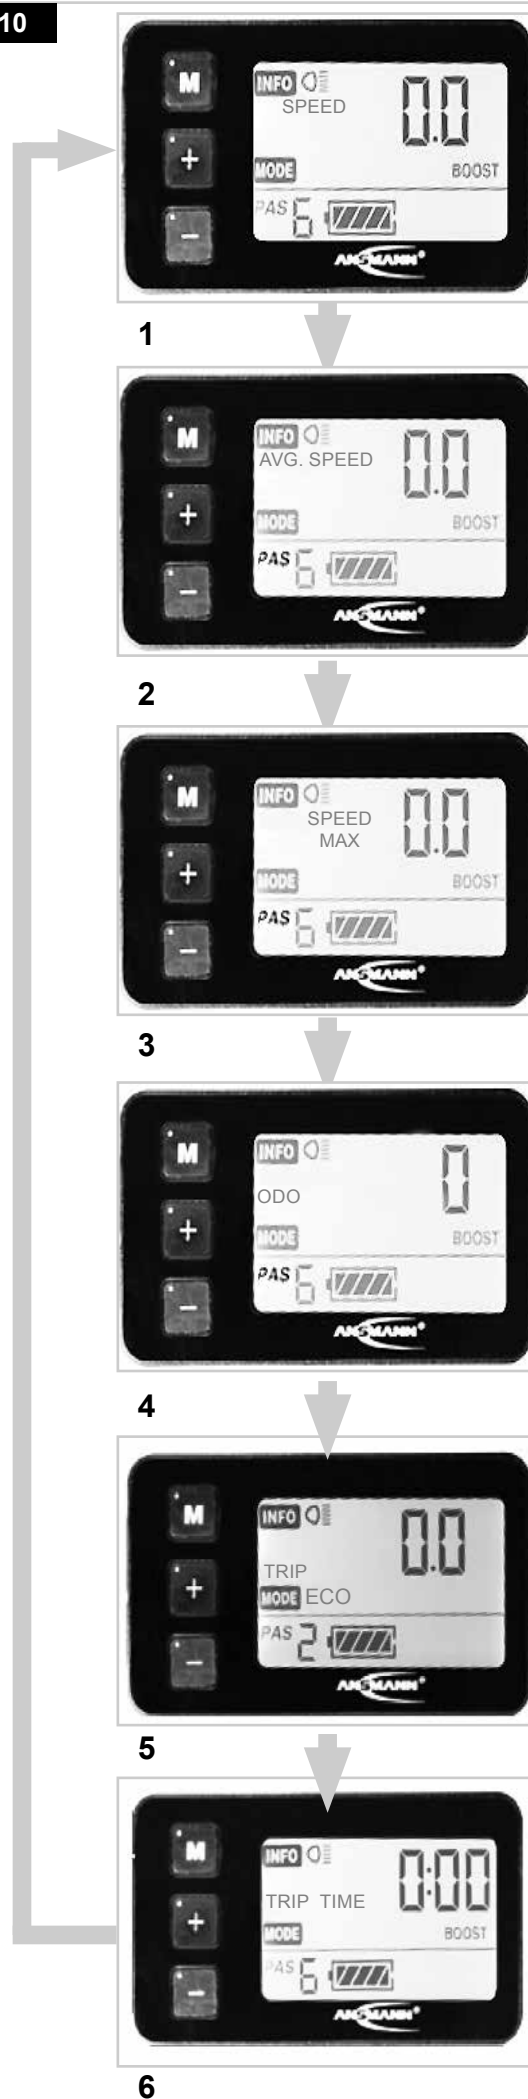 10
M
INFO
SPEED
0.0
+
MODE
BOOST
PAS 6
-
ANSMANN®
1
M
INFO
AVG. SPEED
0.0
+
MODE
BOOST
PAS 6
-
ANSMANN®
2
M
INFO
SPEED
MAX
0.0
+
MODE
BOOST
PAS 6
-
ANSMANN®
3
M
INFO
ODO
0
+
MODE
BOOST
PAS 6
-
ANSMANN®
4
M
INFO
0.0
TRIP
+
MODE ECO
PAS 2
-
ANSMANN®
5
M
INFO
TRIP TIME
0:00
+
MODE
BOOST
PAS 6
-
ANSMANN®
6